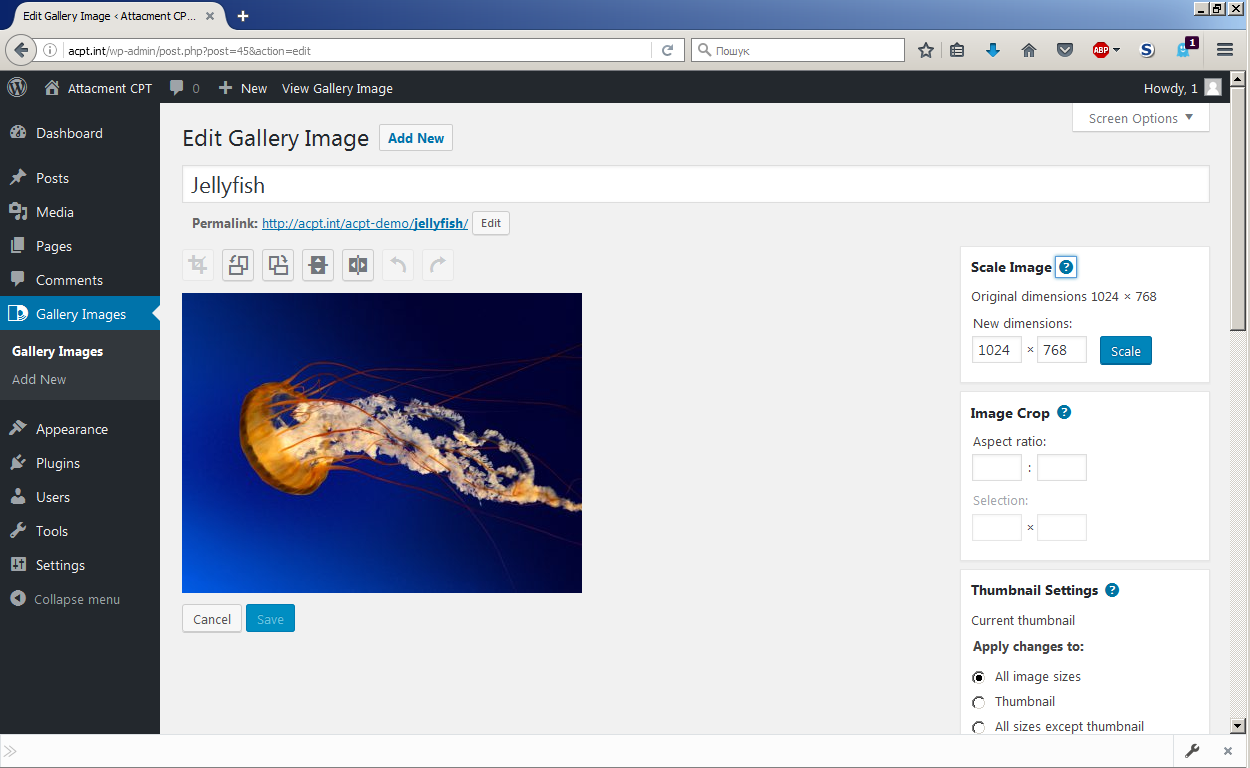 Edit Gallery Image ‹ Attacment CP...
acpt.int/wp-admin/post.php?post=45&action=edit
Пошук
ABP
S
1
Attacment CPT
0
New
View Gallery Image
Howdy, 1
Screen Options
Dashboard
Posts
Media
Pages
Comments
Gallery Images
Gallery Images
Add New
Appearance
Plugins
Users
Tools
Settings
Collapse menu
Edit Gallery Image
Add New
Jellyfish
Permalink: http://acpt.int/acpt-demo/jellyfish/ Edit
Cancel
Save
Scale Image ?
Original dimensions 1024 × 768
New dimensions:
1024 × 768 Scale
Image Crop ?
Aspect ratio:
:
Selection:
×
Thumbnail Settings ?
Current thumbnail
Apply changes to:
All image sizes
Thumbnail
All sizes except thumbnail